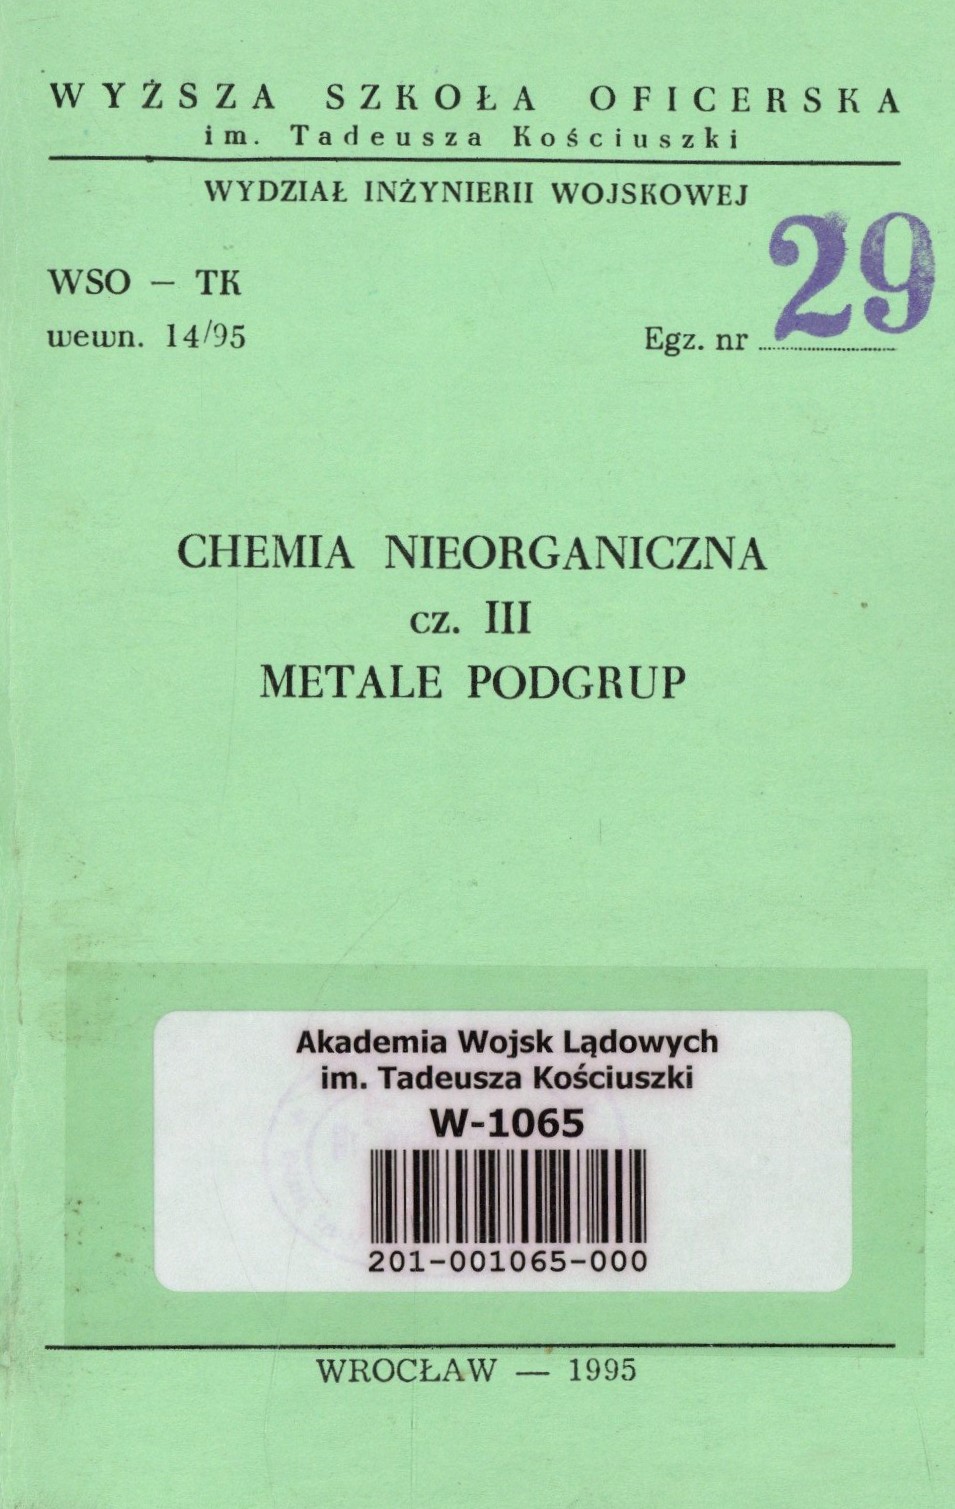 WYŻSZA SZKOŁA OFICERSKA
im. Tadeusza Kościuszki
WYDZIAŁ INŻYNIERII WOJSKOWEJ
WSO – TK
wewn. 14/95
Egz. nr 29
CHEMIA NIEORGANICZNA
cz. III
METALE PODGRUP
Akademia Wojsk Lądowych
im. Tadeusza Kościuszki
W-1065
201-001065-000
WROCŁAW — 1995